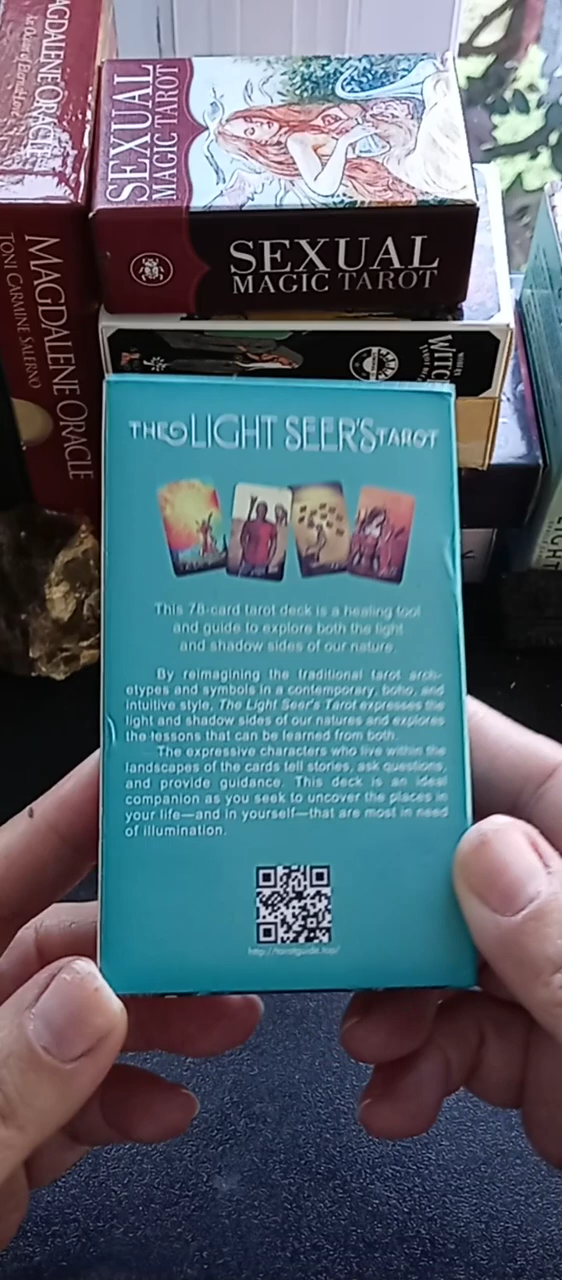 MAGDALENE ORACLE
SEXUAL
MAGIC TAROT
SEXUAL
MAGIC TAROT
MAGDALENE ORACLE
TONI CARMINE SALERNO
WITCH
THE LIGHT SEER'S TAROT
This 78-card tarot deck is a healing tool
and guide to explore both the light
and shadow sides of our nature
By reimagining the traditional tarot arch-
etypes and symbols in a contemporary, boho, and
intuitive style, The Light Seer's Tarot expresses the
light and shadow sides of our natures and explores
the lessons that can be learned from both.
The expressive characters who live within the
landscapes of the cards tell stories, ask questions,
and provide guidance. This deck is an ideal
companion as you seek to uncover the places in
your life—and in yourself—that are most in need
of illumination.